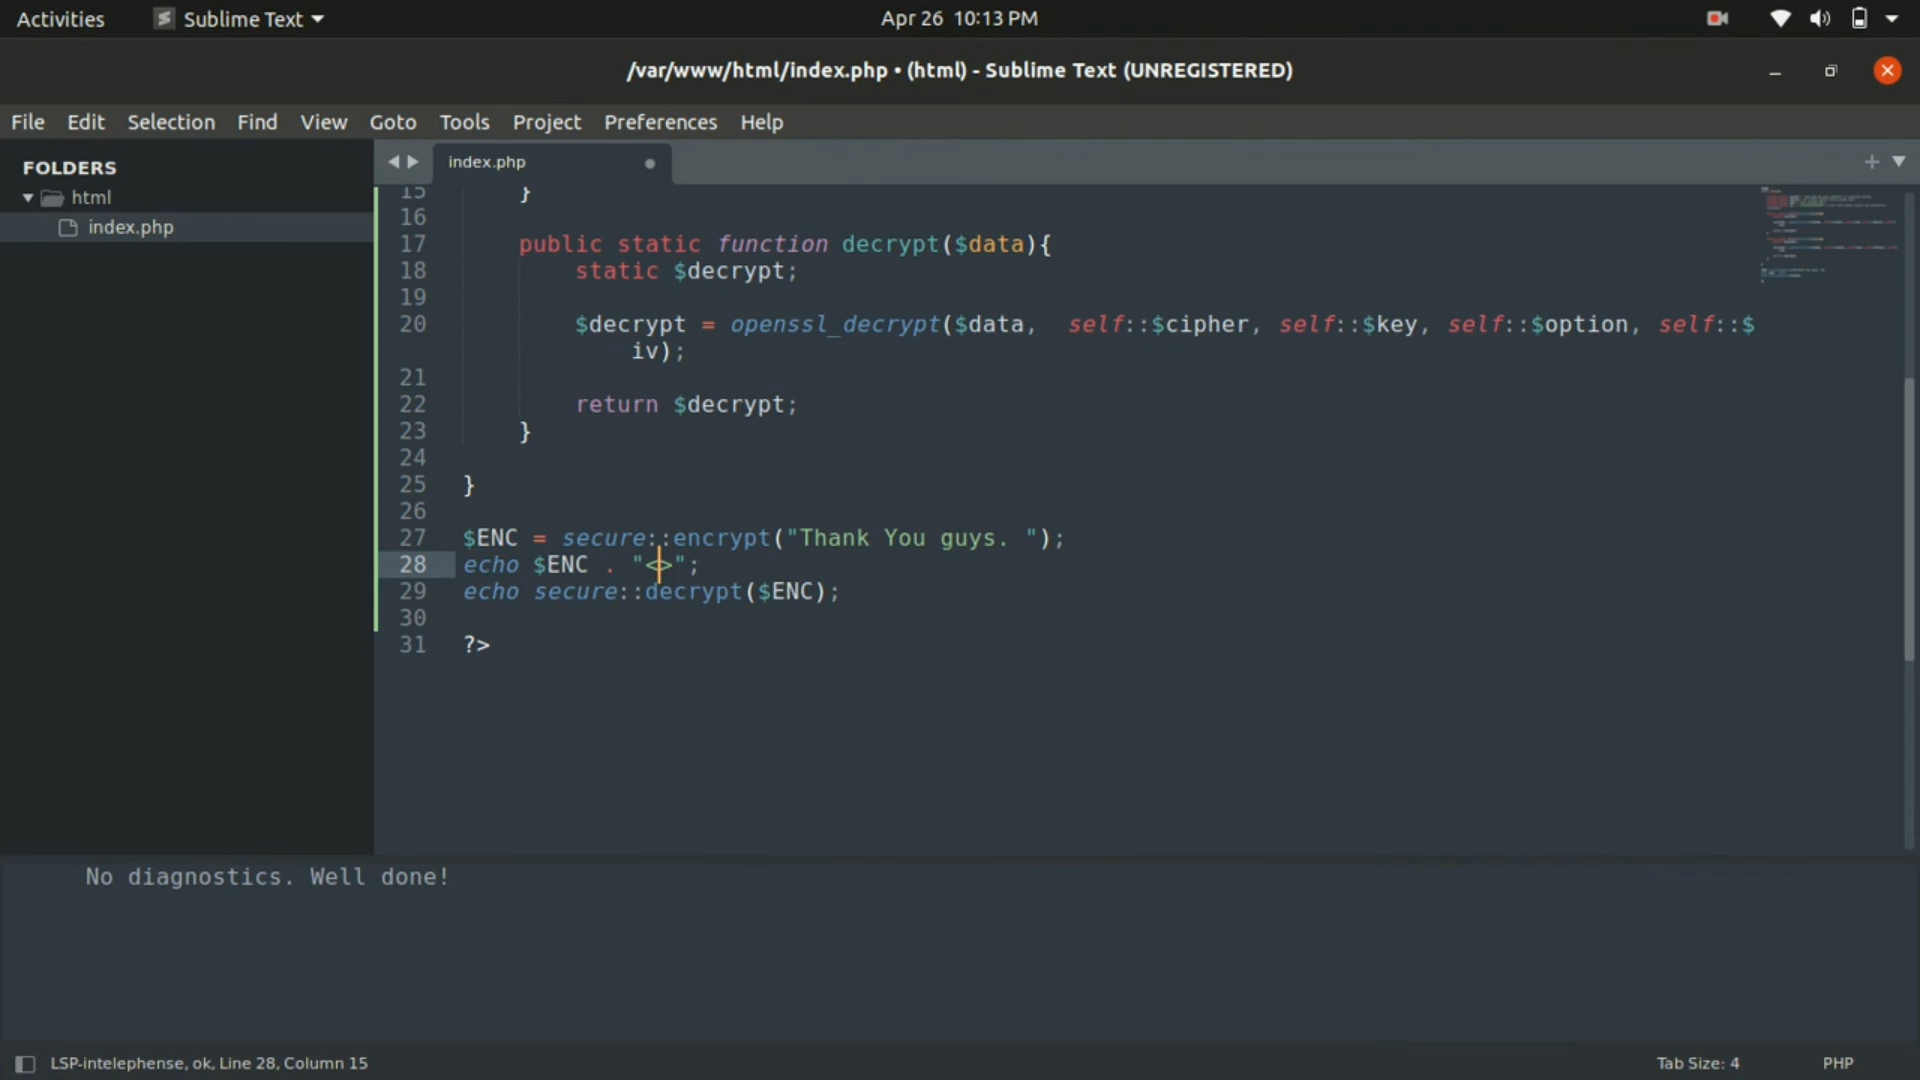 Activities Sublime Text Apr 26 10:13 PM
/var/www/html/index.php • (html) - Sublime Text (UNREGISTERED)
File Edit Selection Find View Goto Tools Project Preferences Help
FOLDERS
html
index.php
index.php
15 }
16
17 public static function decrypt($data){
18 static $decrypt;
19
20 $decrypt = openssl_decrypt($data,  self::$cipher, self::$key, self::$option, self::$
iv);
21
22 return $decrypt;
23 }
24
25 }
26
27 $ENC = secure::encrypt("Thank You guys. ");
28 echo $ENC . "<>";
29 echo secure::decrypt($ENC);
30
31 ?>
No diagnostics. Well done!
LSP-intelephense, ok, Line 28, Column 15 Tab Size: 4 PHP